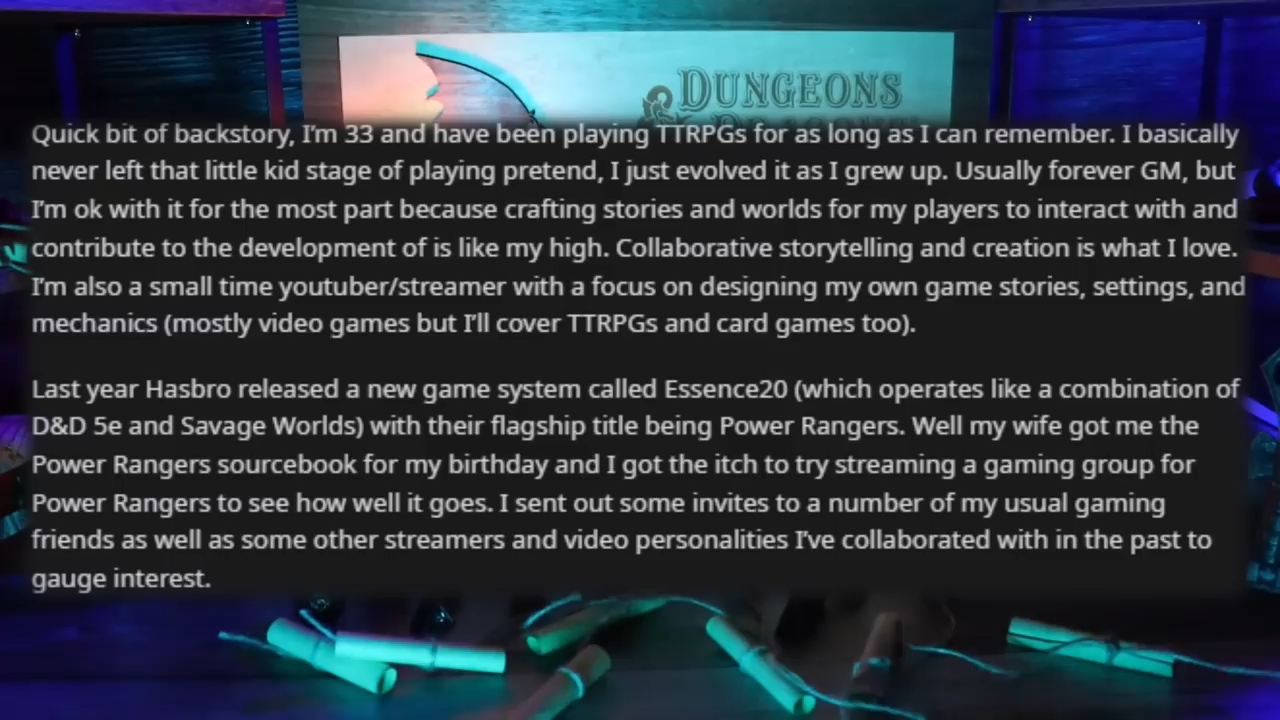 DUNGEONS
Quick bit of backstory, I'm 33 and have been playing TTRPGs for as long as I can remember. I basically
never left that little kid stage of playing pretend, I just evolved it as I grew up. Usually forever GM, but
I'm ok with it for the most part because crafting stories and worlds for my players to interact with and
contribute to the development of is like my high. Collaborative storytelling and creation is what I love.
I'm also a small time youtuber/streamer with a focus on designing my own game stories, settings, and
mechanics (mostly video games but I'll cover TTRPGs and card games too).
Last year Hasbro released a new game system called Essence20 (which operates like a combination of
D&D 5e and Savage Worlds) with their flagship title being Power Rangers. Well my wife got me the
Power Rangers sourcebook for my birthday and I got the itch to try streaming a gaming group for
Power Rangers to see how well it goes. I sent out some invites to a number of my usual gaming
friends as well as some other streamers and video personalities I've collaborated with in the past to
gauge interest.